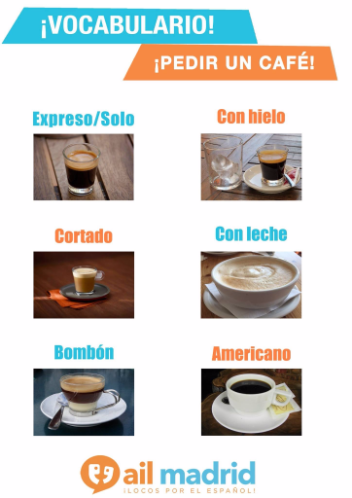 ¡VOCABULARIO!
¡PEDIR UN CAFÉ!
Expreso/Solo
Con hielo
Cortado
Con leche
Bombón
Americano
ail madrid
¡LOCOS POR EL ESPAÑOL!